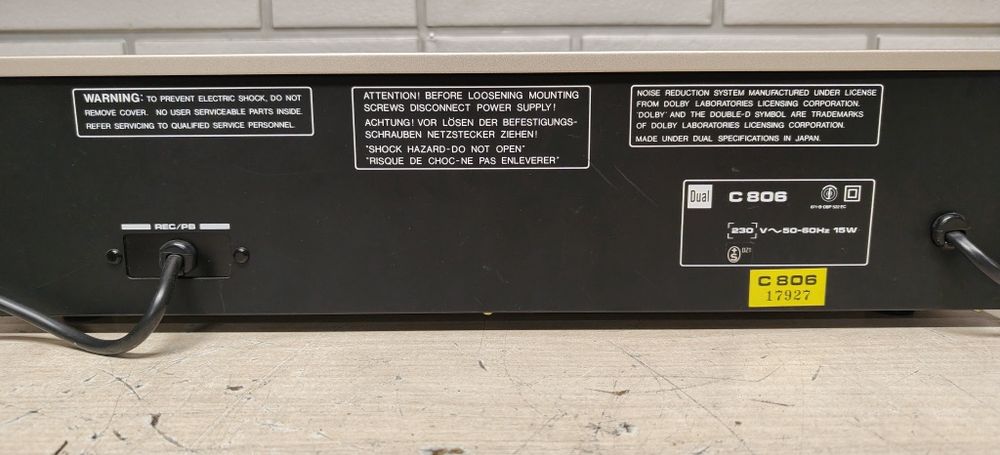 WARNING: TO PREVENT ELECTRIC SHOCK, DO NOT
REMOVE COVER. NO USER SERVICEABLE PARTS INSIDE.
REFER SERVICING TO QUALIFIED SERVICE PERSONNEL.
ATTENTION! BEFORE LOOSENING MOUNTING
SCREWS DISCONNECT POWER SUPPLY!
ACHTUNG! VOR LÖSEN DER BEFESTIGUNGS-
SCHRAUBEN NETZSTECKER ZIEHEN!
"SHOCK HAZARD-DO NOT OPEN"
"RISQUE DE CHOC-NE PAS ENLEVERER"
NOISE REDUCTION SYSTEM MANUFACTURED UNDER LICENSE
FROM DOLBY LABORATORIES LICENSING CORPORATION.
'DOLBY' AND THE DOUBLE-D SYMBOL ARE TRADEMARKS
OF DOLBY LABORATORIES LICENSING CORPORATION.
MADE UNDER DUAL SPECIFICATIONS IN JAPAN.
Dual C 806
230 V~50-60Hz 15W
REC/PB
C 806
17927